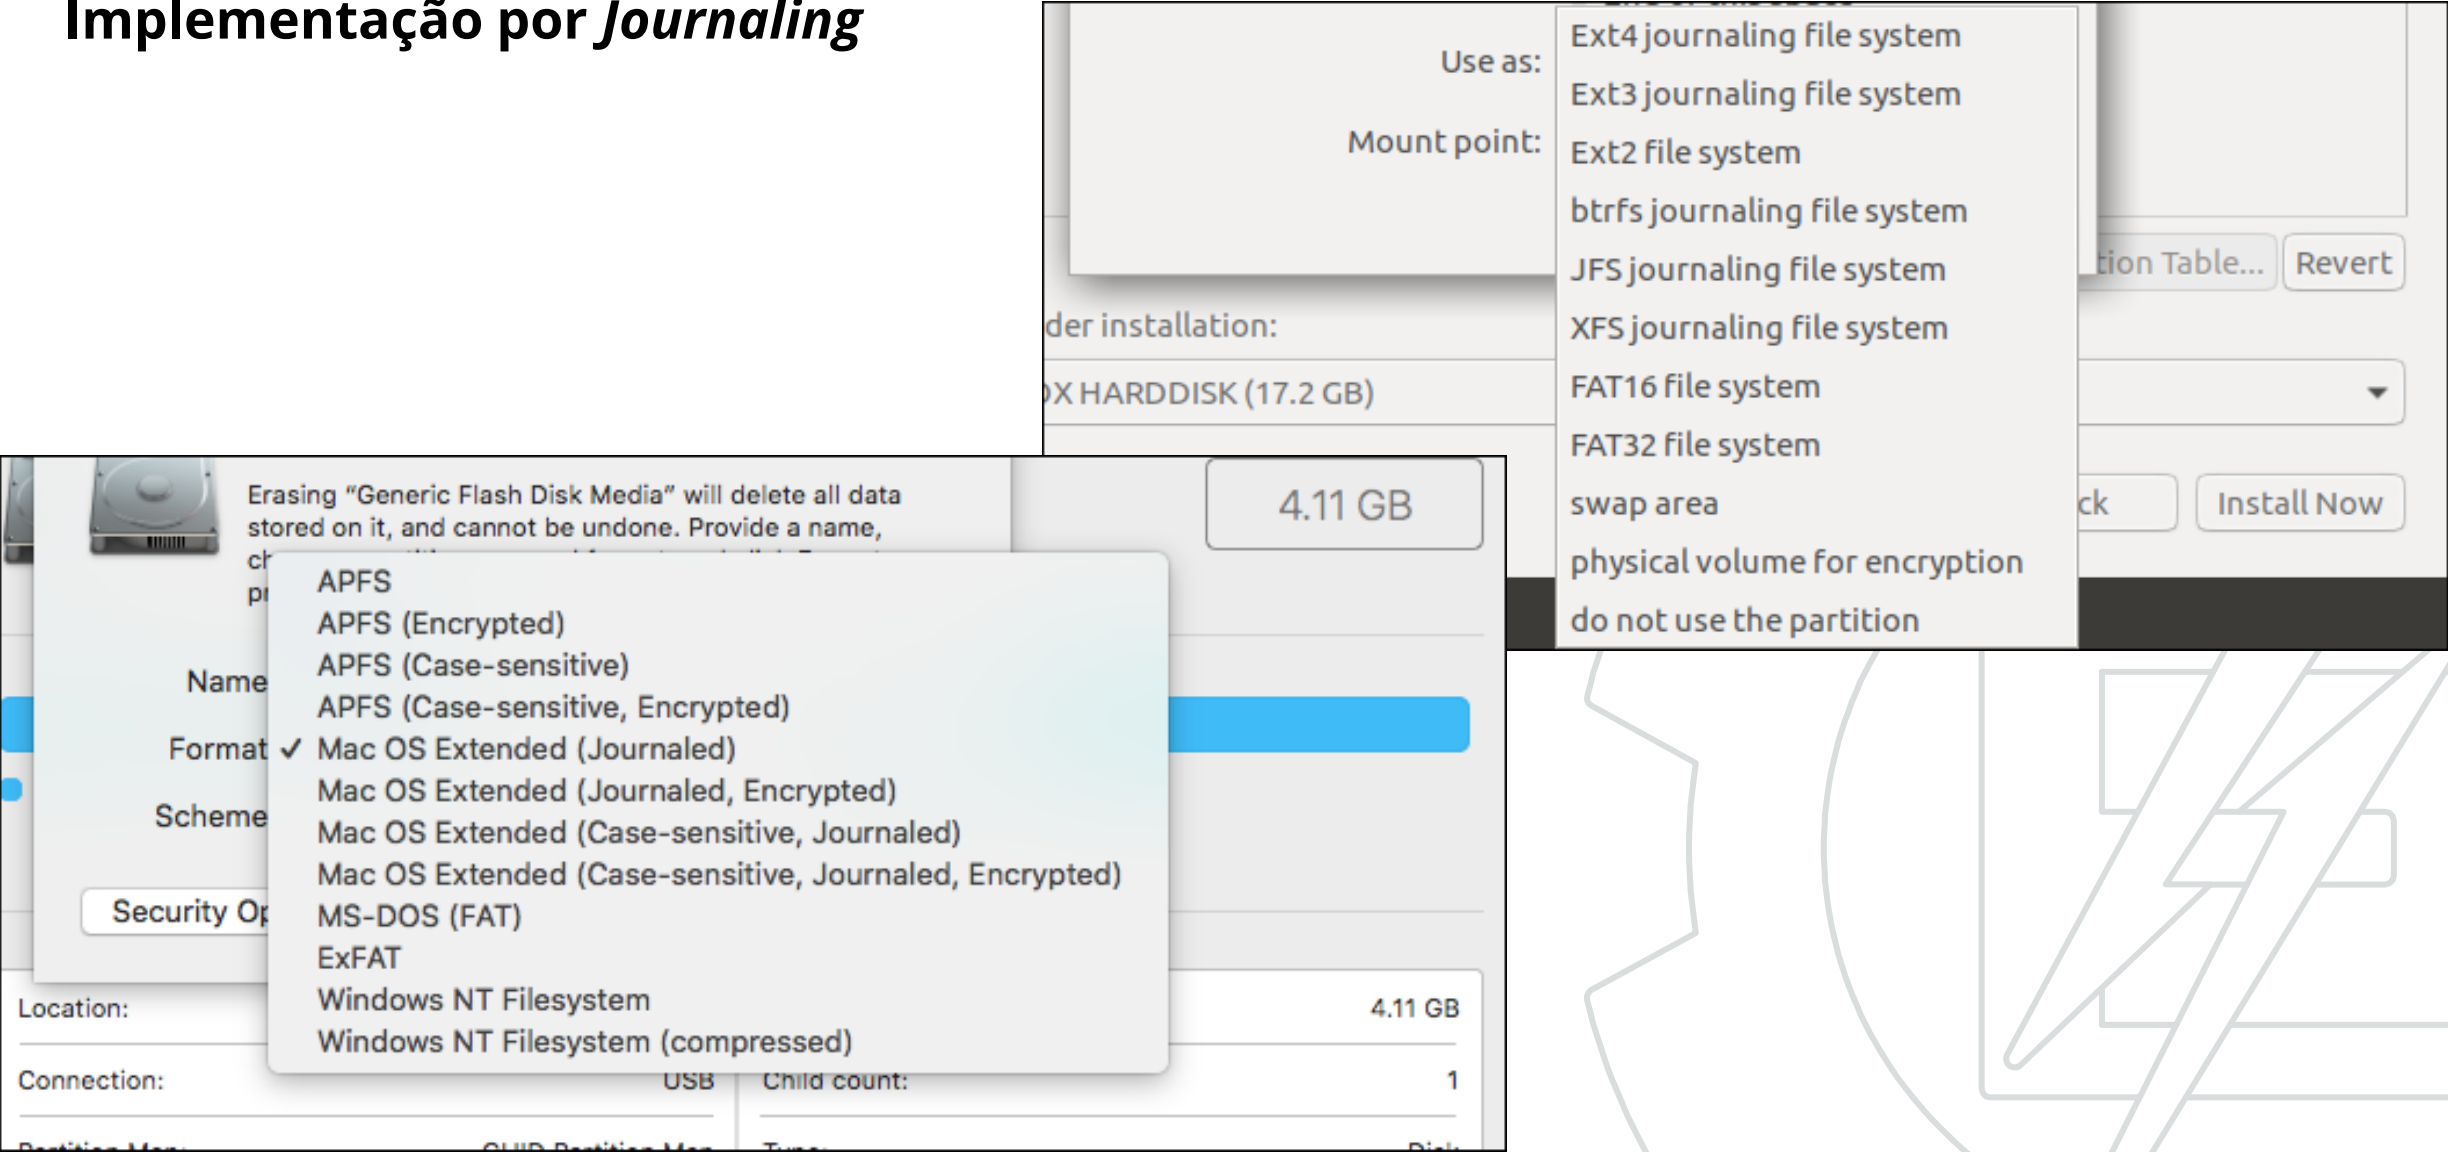 Implementação por Journaling
Use as:
Mount point:
Ext4 journaling file system
Ext3 journaling file system
Ext2 file system
btrfs journaling file system
JFS journaling file system
XFS journaling file system
FAT16 file system
FAT32 file system
swap area
physical volume for encryption
do not use the partition
tion Table...
Revert
der installation:
X HARDDISK (17.2 GB)
ck
Install Now
Erasing “Generic Flash Disk Media” will delete all data
stored on it, and cannot be undone. Provide a name,
4.11 GB
Name
Format
Scheme
Security Op
APFS
APFS (Encrypted)
APFS (Case-sensitive)
APFS (Case-sensitive, Encrypted)
✓ Mac OS Extended (Journaled)
Mac OS Extended (Journaled, Encrypted)
Mac OS Extended (Case-sensitive, Journaled)
Mac OS Extended (Case-sensitive, Journaled, Encrypted)
MS-DOS (FAT)
ExFAT
Windows NT Filesystem
Windows NT Filesystem (compressed)
Location:
4.11 GB
Connection:
USB
Child count:
1